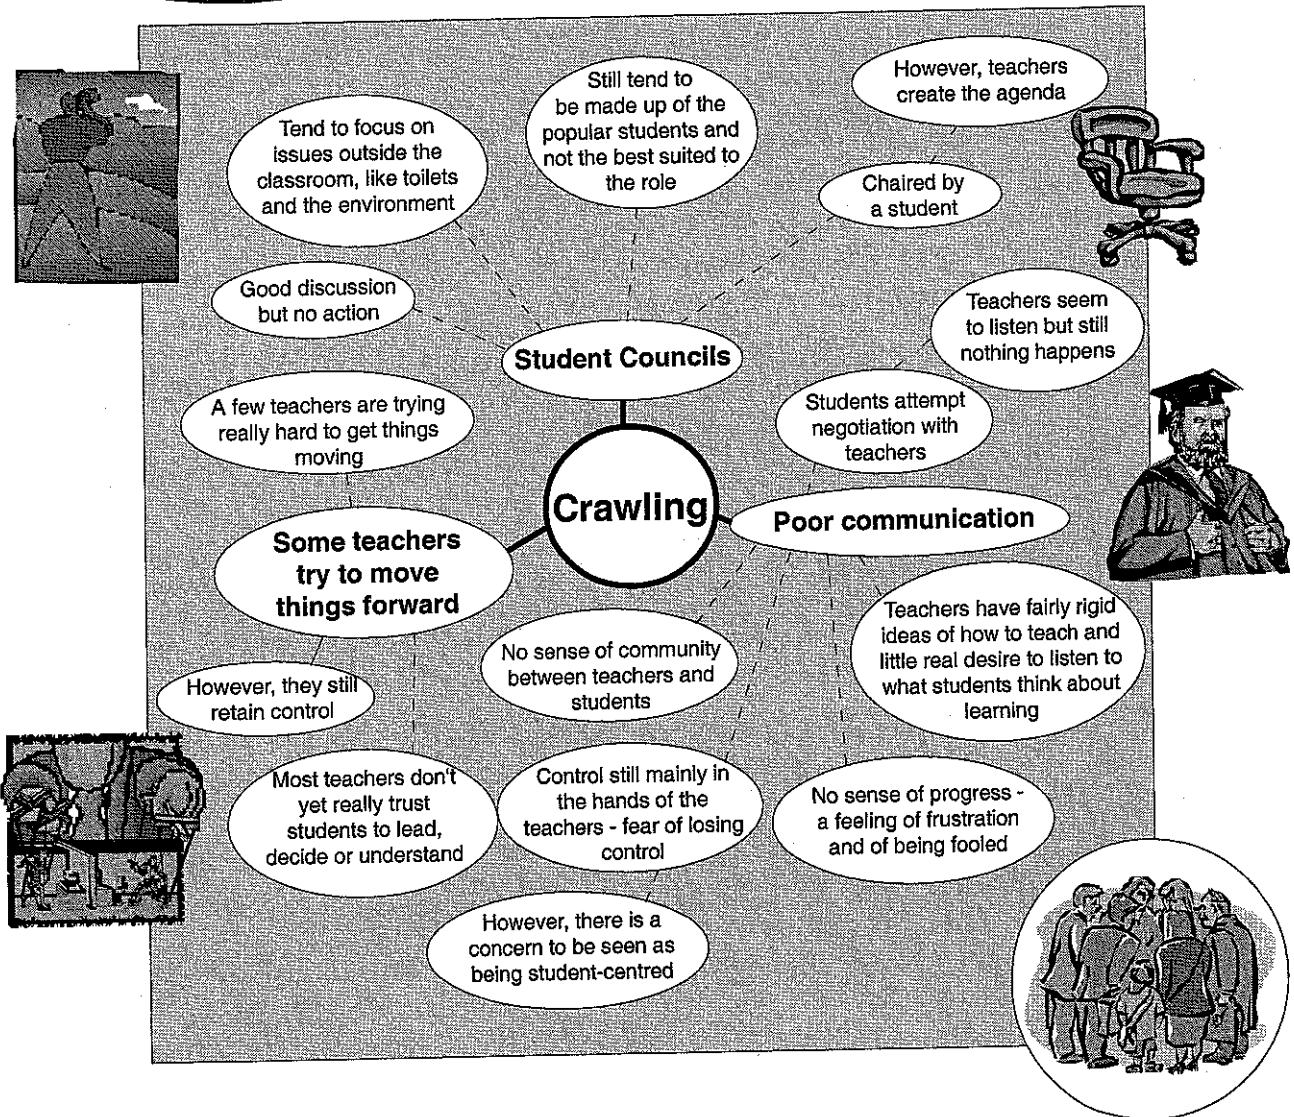 Tend to focus on
issues outside the
classroom, like toilets
and the environment
Still tend to
be made up of the
popular students and
not the best suited to
the role
However, teachers
create the agenda
Chaired by
a student
Good discussion
but no action
Student Councils
Teachers seem
to listen but still
nothing happens
A few teachers are trying
really hard to get things
moving
Students attempt
negotiation with
teachers
Crawling
Poor communication
Some teachers
try to move
things forward
Teachers have fairly rigid
ideas of how to teach and
little real desire to listen to
what students think about
learning
No sense of community
between teachers and
students
However, they still
retain control
Most teachers don't
yet really trust
students to lead,
decide or understand
Control still mainly in
the hands of the
teachers - fear of losing
control
No sense of progress -
a feeling of frustration
and of being fooled
However, there is a
concern to be seen as
being student-centred